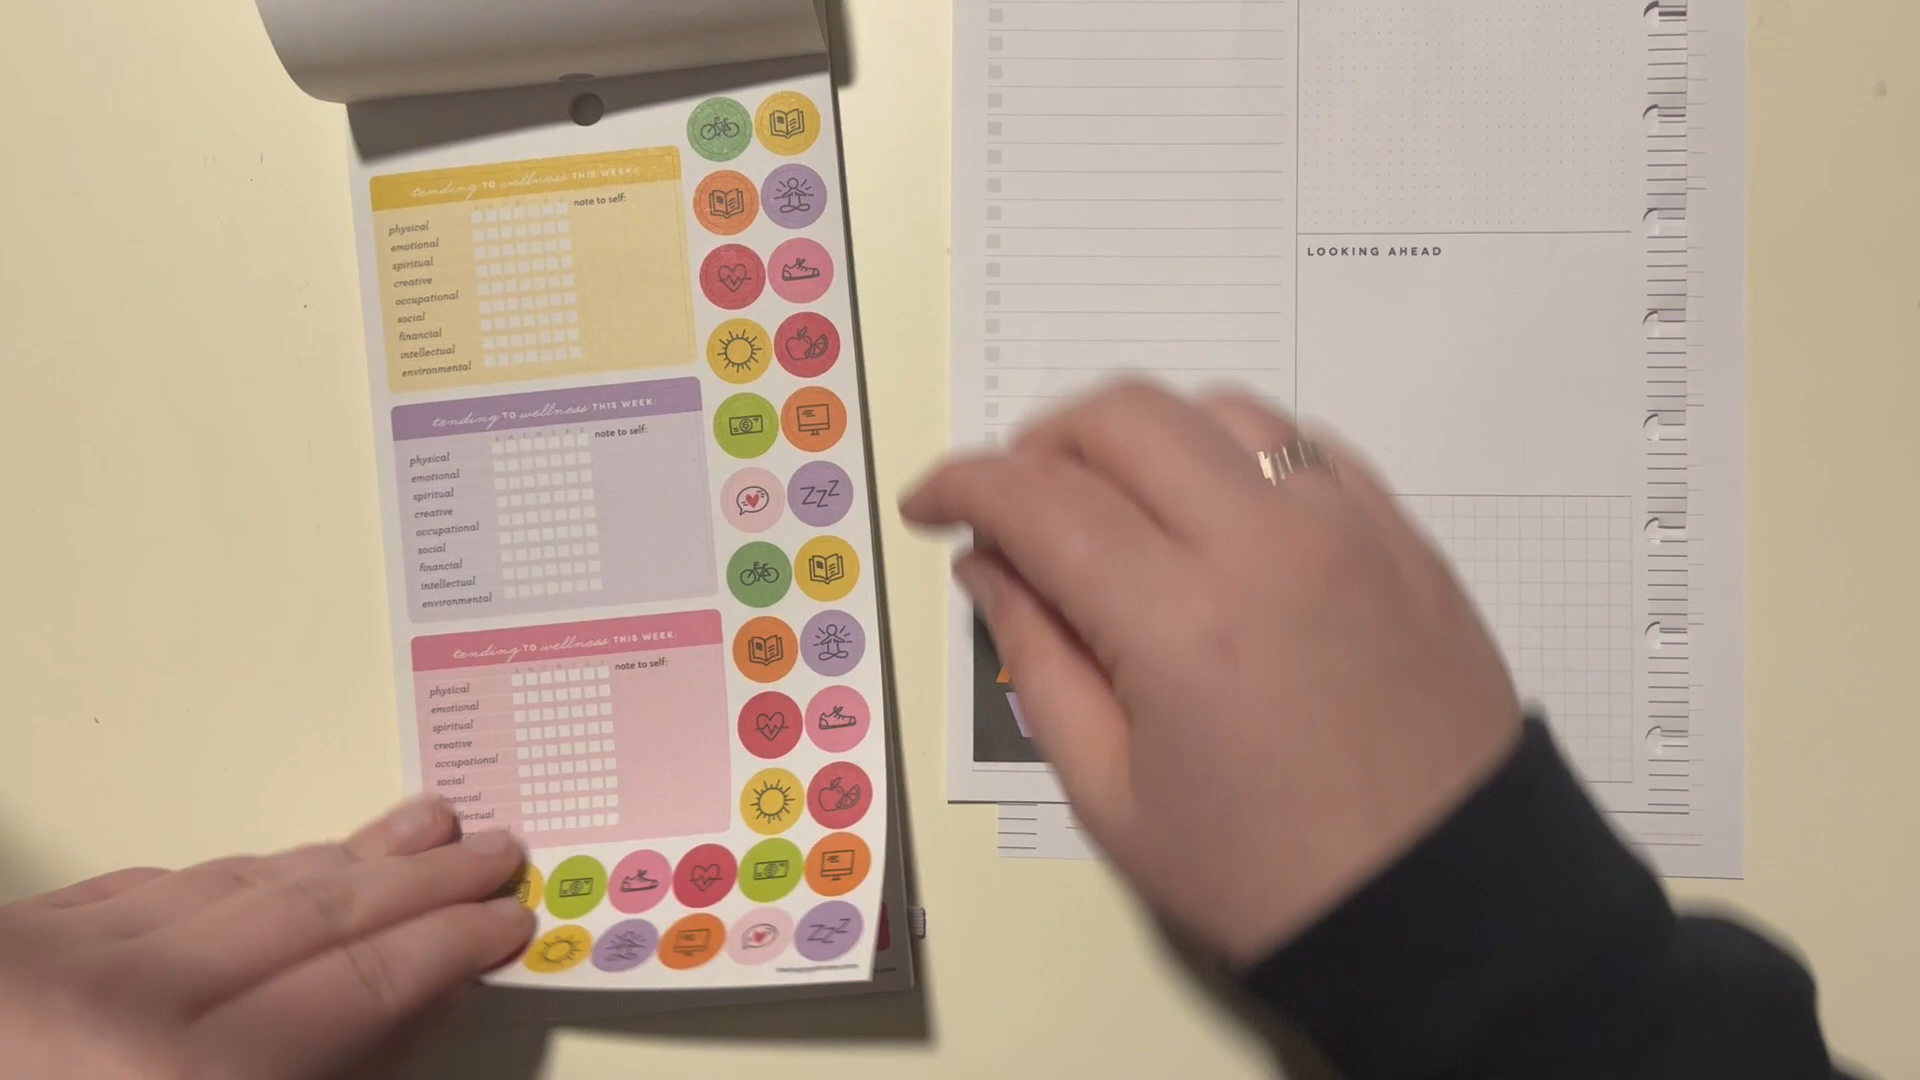 tending TO wellness THIS WEEK:
note to self:
physical
emotional
spiritual
creative
occupational
social
financial
intellectual
environmental
tending TO wellness THIS WEEK:
S M T W T F S
note to self:
physical
emotional
spiritual
creative
occupational
social
financial
intellectual
environmental
tending TO wellness THIS WEEK:
note to self:
physical
emotional
spiritual
creative
occupational
social
ZZZ
ZZZ
LOOKING AHEAD